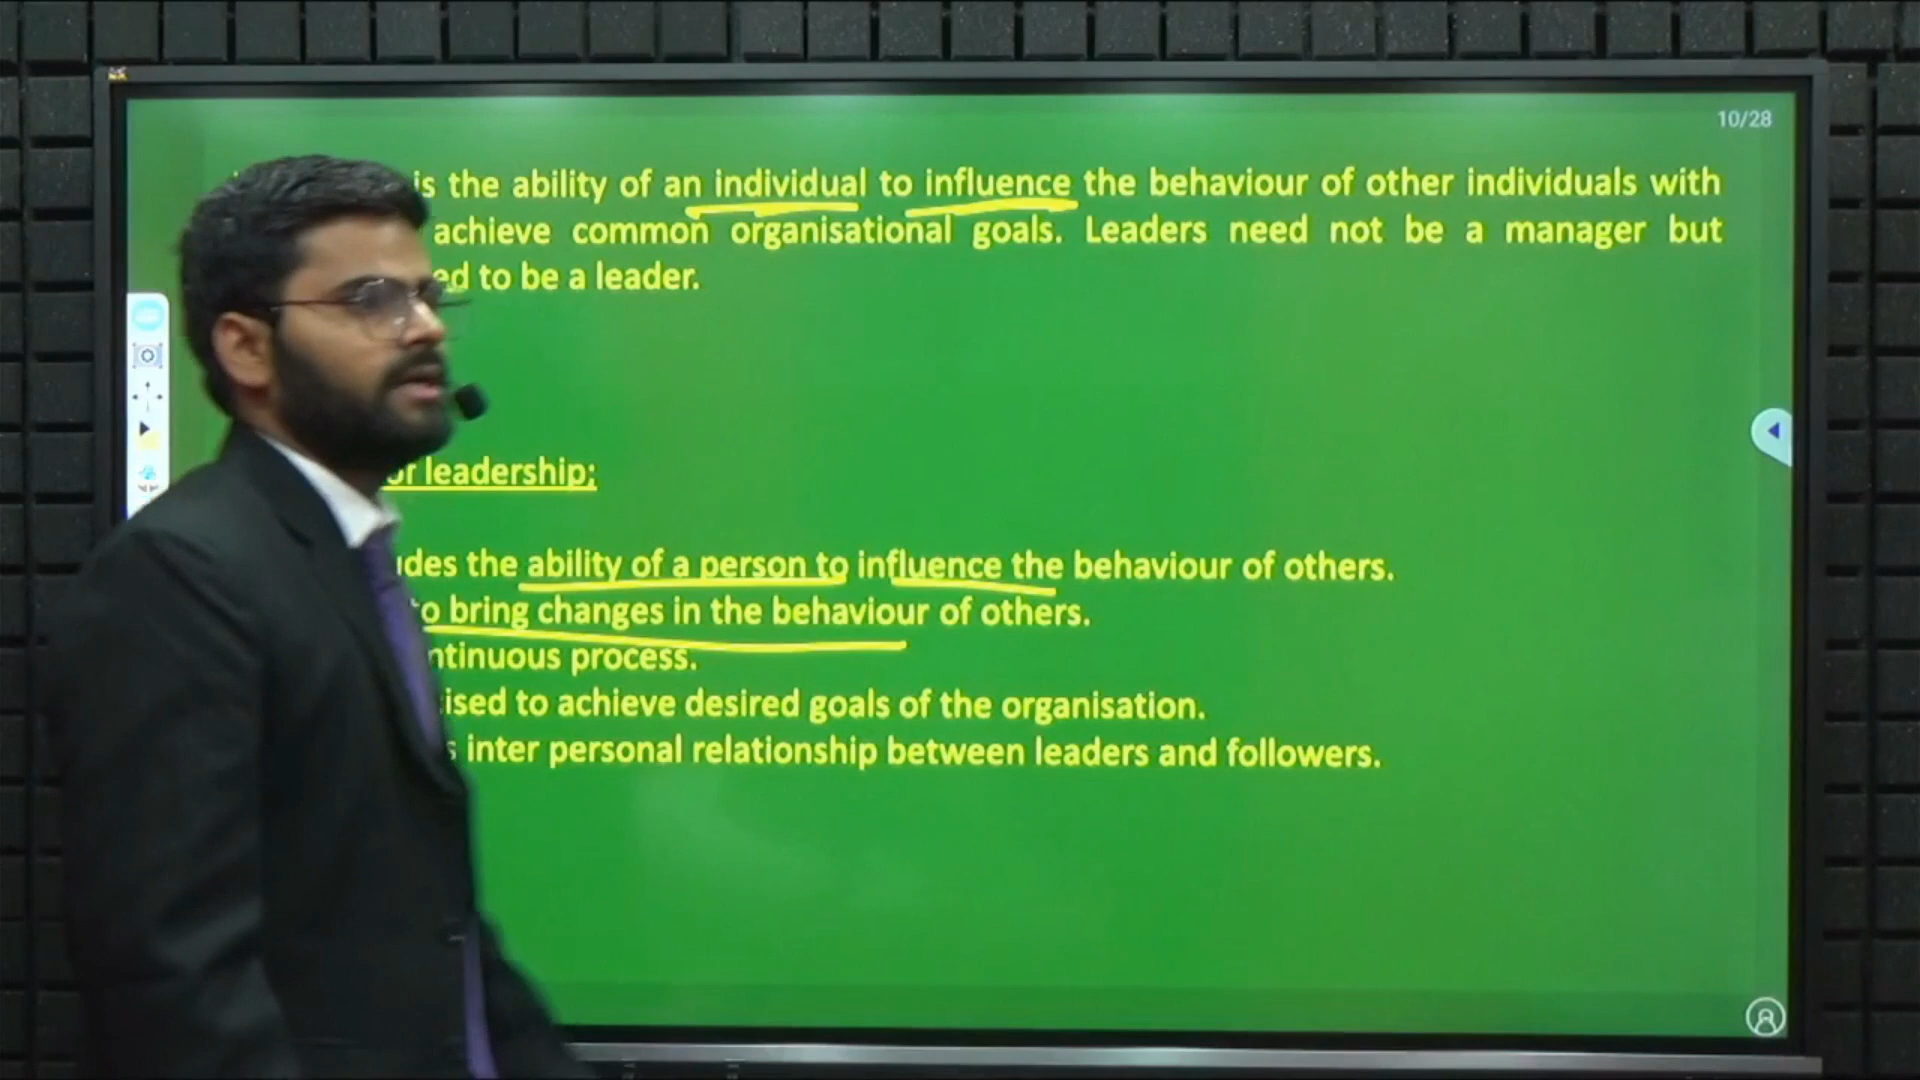 10/28
is the ability of an individual to influence the behaviour of other individuals with
achieve common organisational goals. Leaders need not be a manager but
to be a leader.
leadership;
the ability of a person to influence the behaviour of others.
bring changes in the behaviour of others.
process.
to achieve desired goals of the organisation.
inter personal relationship between leaders and followers.